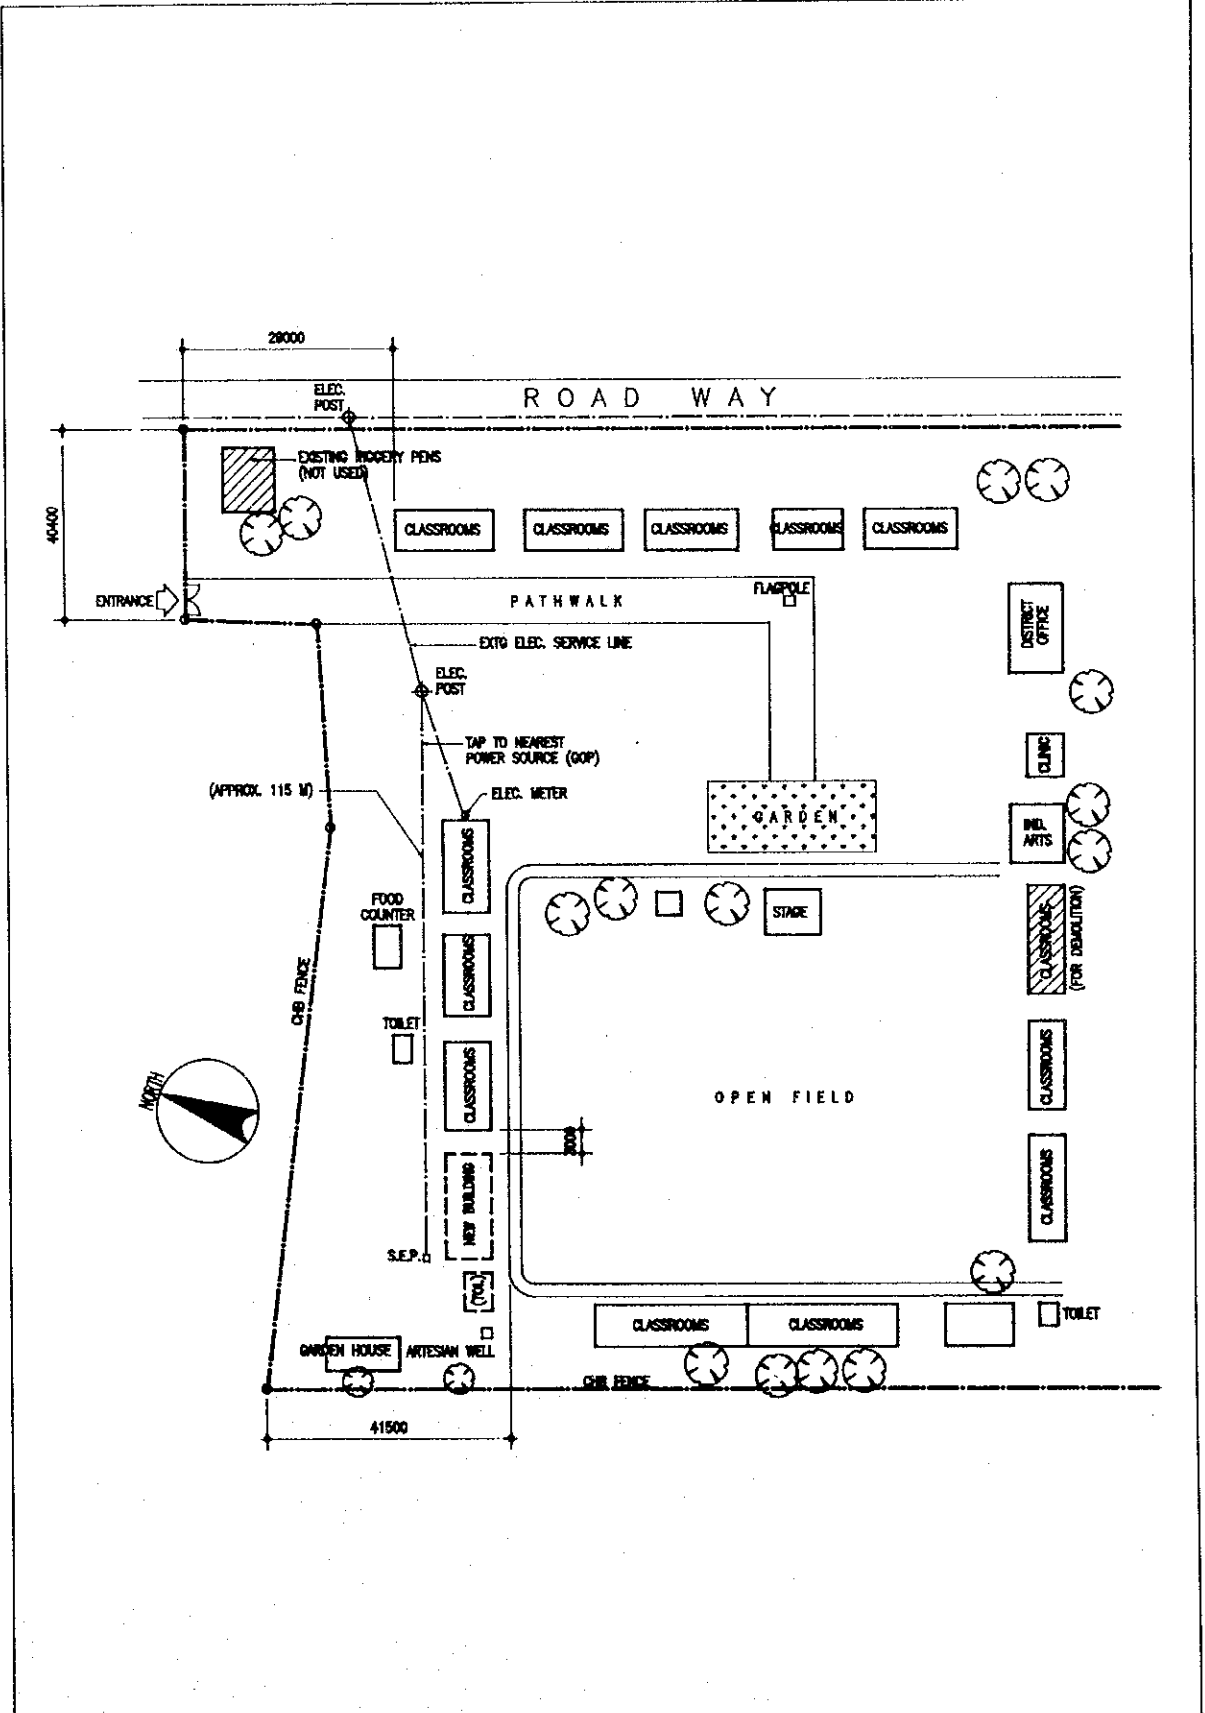 28000
ELEC.
POST
ROAD WAY
EXISTING PIGGERY PENS
(NOT USED)
40400
CLASSROOMS
CLASSROOMS
CLASSROOMS
CLASSROOMS
CLASSROOMS
ENTRANCE
PATHWALK
FLAGPOLE
DISTRICT
OFFICE
EXTG ELEC. SERVICE LINE
ELEC.
POST
TAP TO NEAREST
POWER SOURCE (GOP)
CLINIC
(APPROX. 115 M)
ELEC. METER
GARDEN
IND.
ARTS
CLASSROOMS
FOOD
COUNTER
STAGE
CLASSROOMS
(FOR DEMOLITION)
CLASSROOMS
CHB FENCE
TOILET
CLASSROOMS
CLASSROOMS
NORTH
OPEN FIELD
NEW BUILDING
CLASSROOMS
S.E.P.
(TOIL)
TOILET
CLASSROOMS
CLASSROOMS
GARDEN HOUSE
ARTESIAN WELL
CHB FENCE
41500